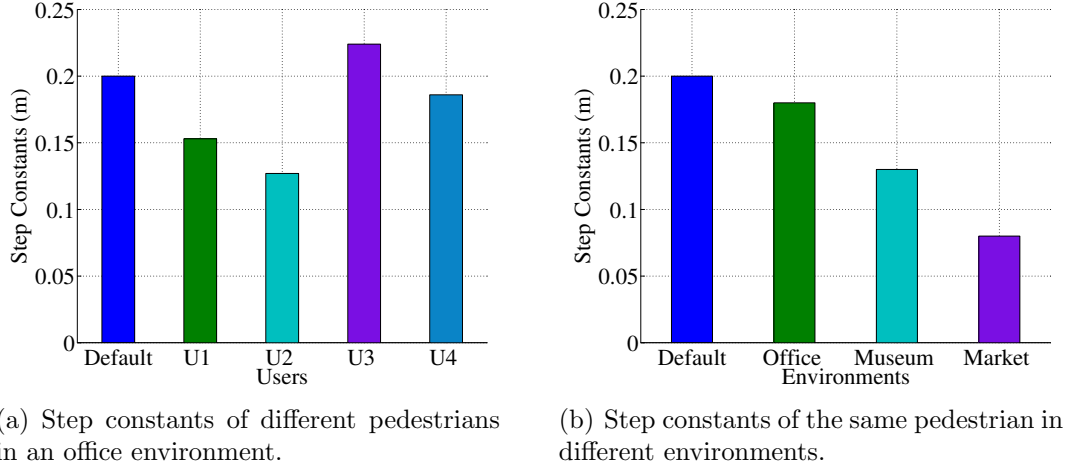 0.25
0.2
0.15
0.1
0.05
0
Step Constants (m)
Default U1 U2 U3 U4
Users
(a) Step constants of different pedestrians
in an office environment.
0.25
0.2
0.15
0.1
0.05
0
Step Constants (m)
Default Office Museum Market
Environments
(b) Step constants of the same pedestrian in
different environments.